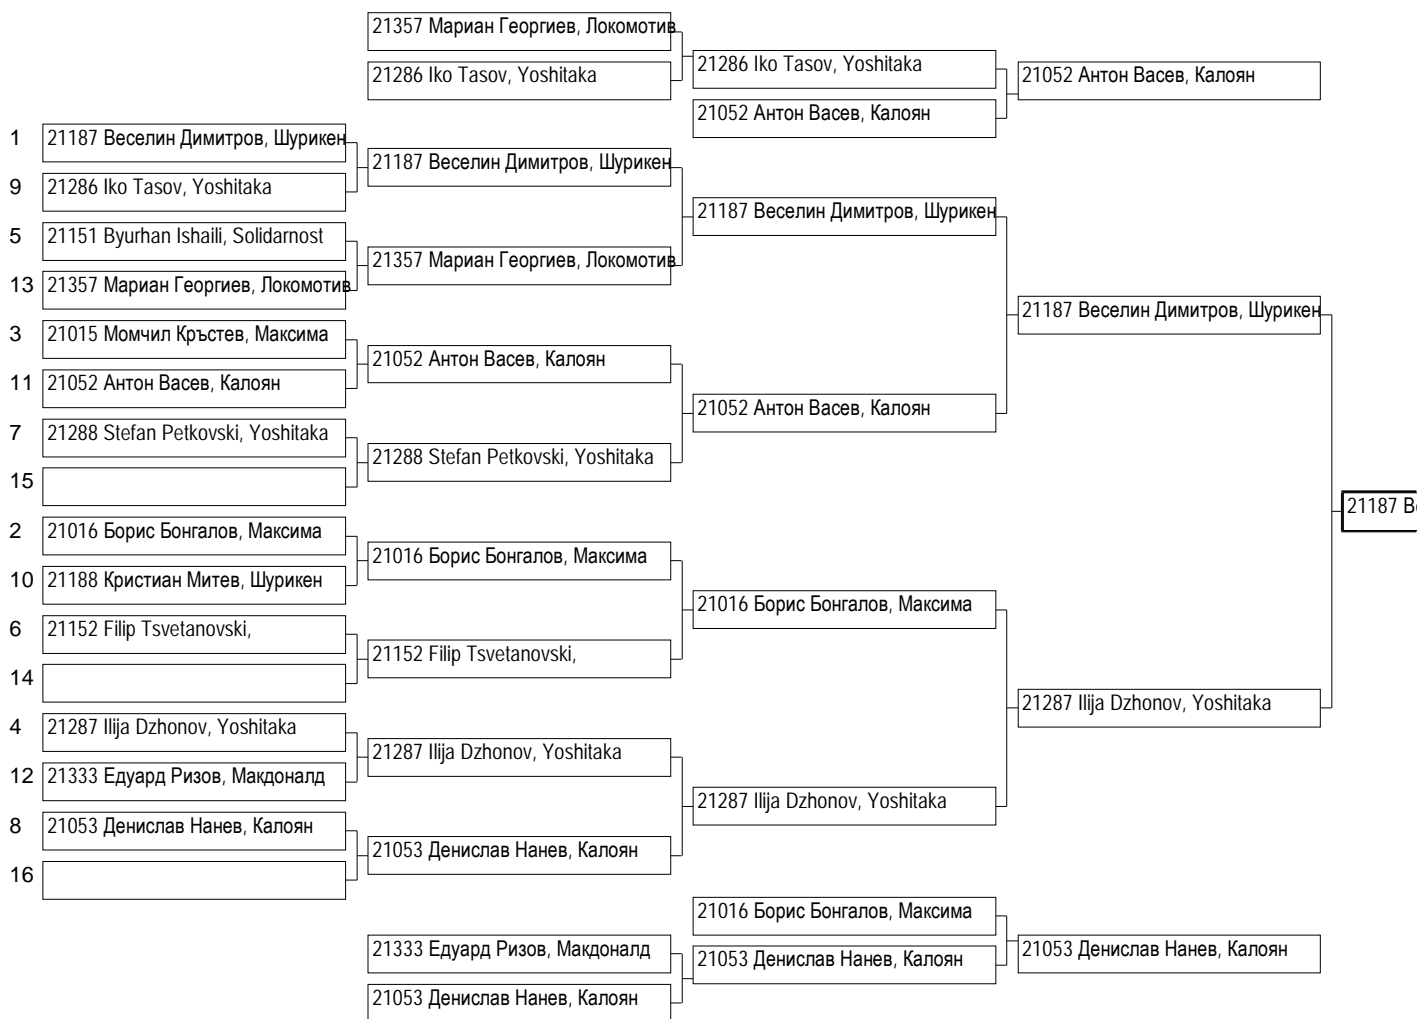 21357 Мариан Георгиев, Локомотив
21286 Iko Tasov, Yoshitaka
21286 Iko Tasov, Yoshitaka
21052 Антон Васев, Калоян
21052 Антон Васев, Калоян
1 21187 Веселин Димитров, Шурикен
9 21286 Iko Tasov, Yoshitaka
5 21151 Byurhan Ishaili, Solidarnost
13 21357 Мариан Георгиев, Локомотив
3 21015 Момчил Кръстев, Максима
11 21052 Антон Васев, Калоян
7 21288 Stefan Petkovski, Yoshitaka
15
2 21016 Борис Бонгалов, Максима
10 21188 Кристиан Митев, Шурикен
6 21152 Filip Tsvetanovski,
14
4 21287 Ilija Dzhonov, Yoshitaka
12 21333 Едуард Ризов, Макдоналд
8 21053 Денислав Нанев, Калоян
16
21187 Веселин Димитров, Шурикен
21357 Мариан Георгиев, Локомотив
21052 Антон Васев, Калоян
21288 Stefan Petkovski, Yoshitaka
21016 Борис Бонгалов, Максима
21152 Filip Tsvetanovski,
21287 Ilija Dzhonov, Yoshitaka
21053 Денислав Нанев, Калоян
21187 Веселин Димитров, Шурикен
21052 Антон Васев, Калоян
21016 Борис Бонгалов, Максима
21287 Ilija Dzhonov, Yoshitaka
21187 Веселин Димитров, Шурикен
21287 Ilija Dzhonov, Yoshitaka
21187
21333 Едуард Ризов, Макдоналд
21053 Денислав Нанев, Калоян
21016 Борис Бонгалов, Максима
21053 Денислав Нанев, Калоян
21053 Денислав Нанев, Калоян